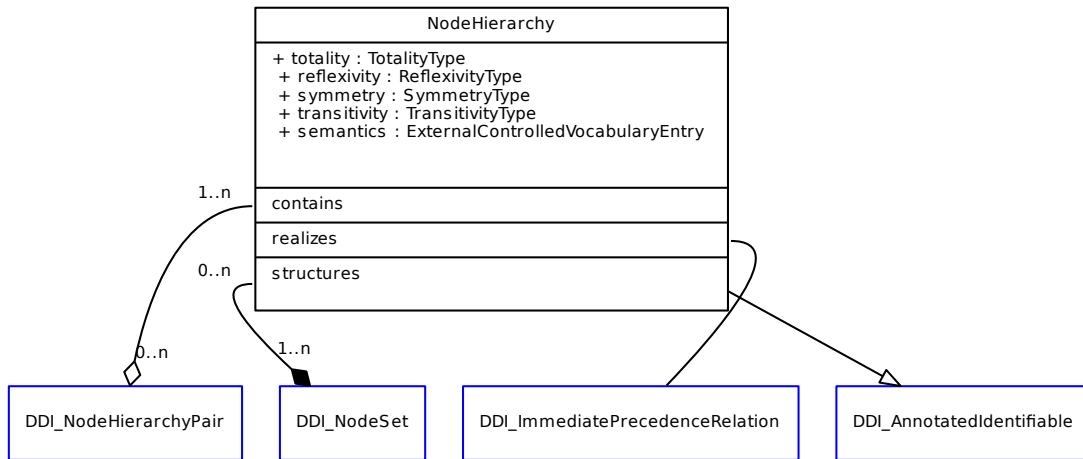 NodeHierarchy
+ totality : TotalityType
+ reflexivity : ReflexivityType
+ symmetry : SymmetryType
+ transitivity : TransitivityType
+ semantics : ExternalControlledVocabularyEntry
1..n
contains
realizes
0..n
structures
0..n
1..n
DDI_NodeHierarchyPair
DDI_NodeSet
DDI_ImmediatePrecedenceRelation
DDI_AnnotatedIdentifiable